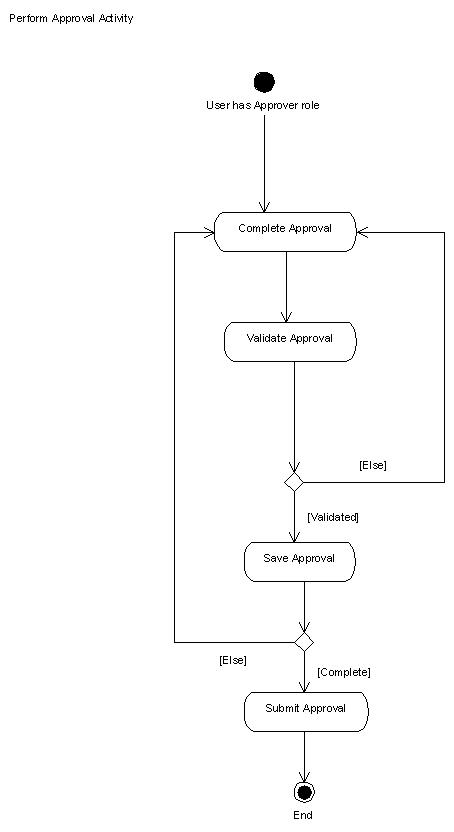 Perform Approval Activity
User has Approver role
Complete Approval
Validate Approval
[Else]
[Validated]
Save Approval
[Else]
[Complete]
Submit Approval
End